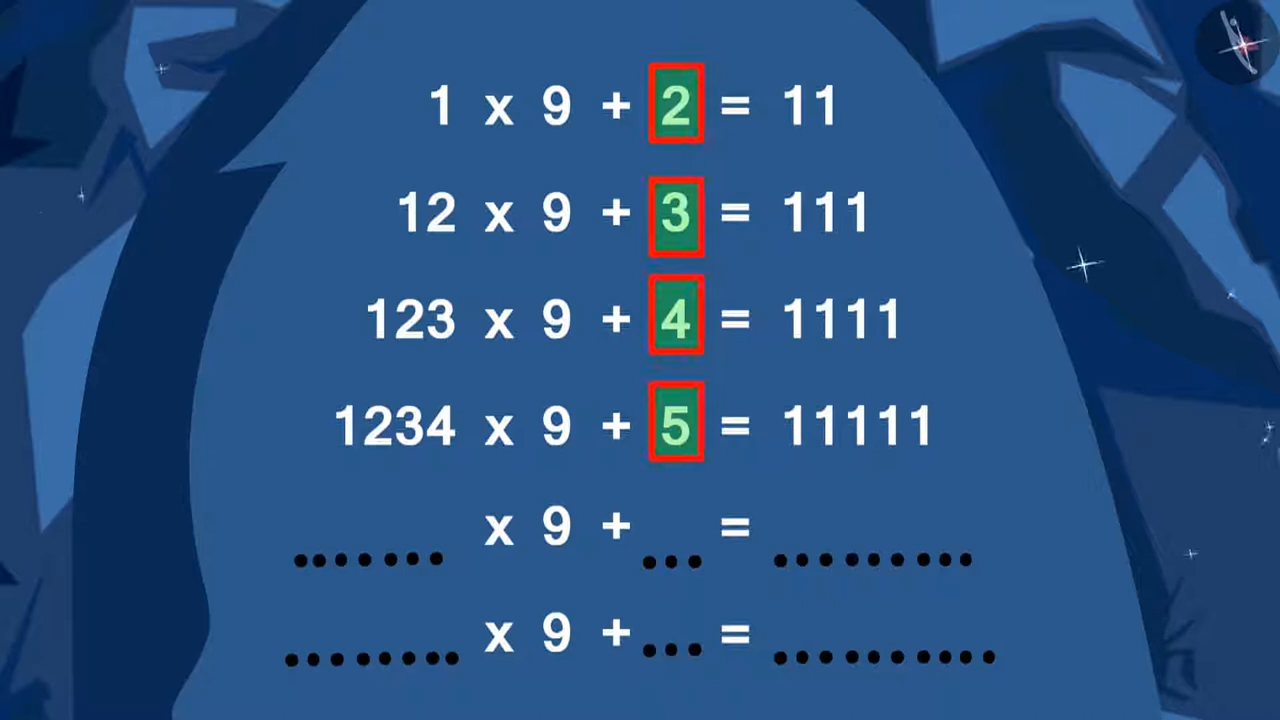 1 x 9 + 2 = 11
12 x 9 + 3 = 111
123 x 9 + 4 = 1111
1234 x 9 + 5 = 11111
....... x 9 + ... = .........
........ x 9 + ... = ..........